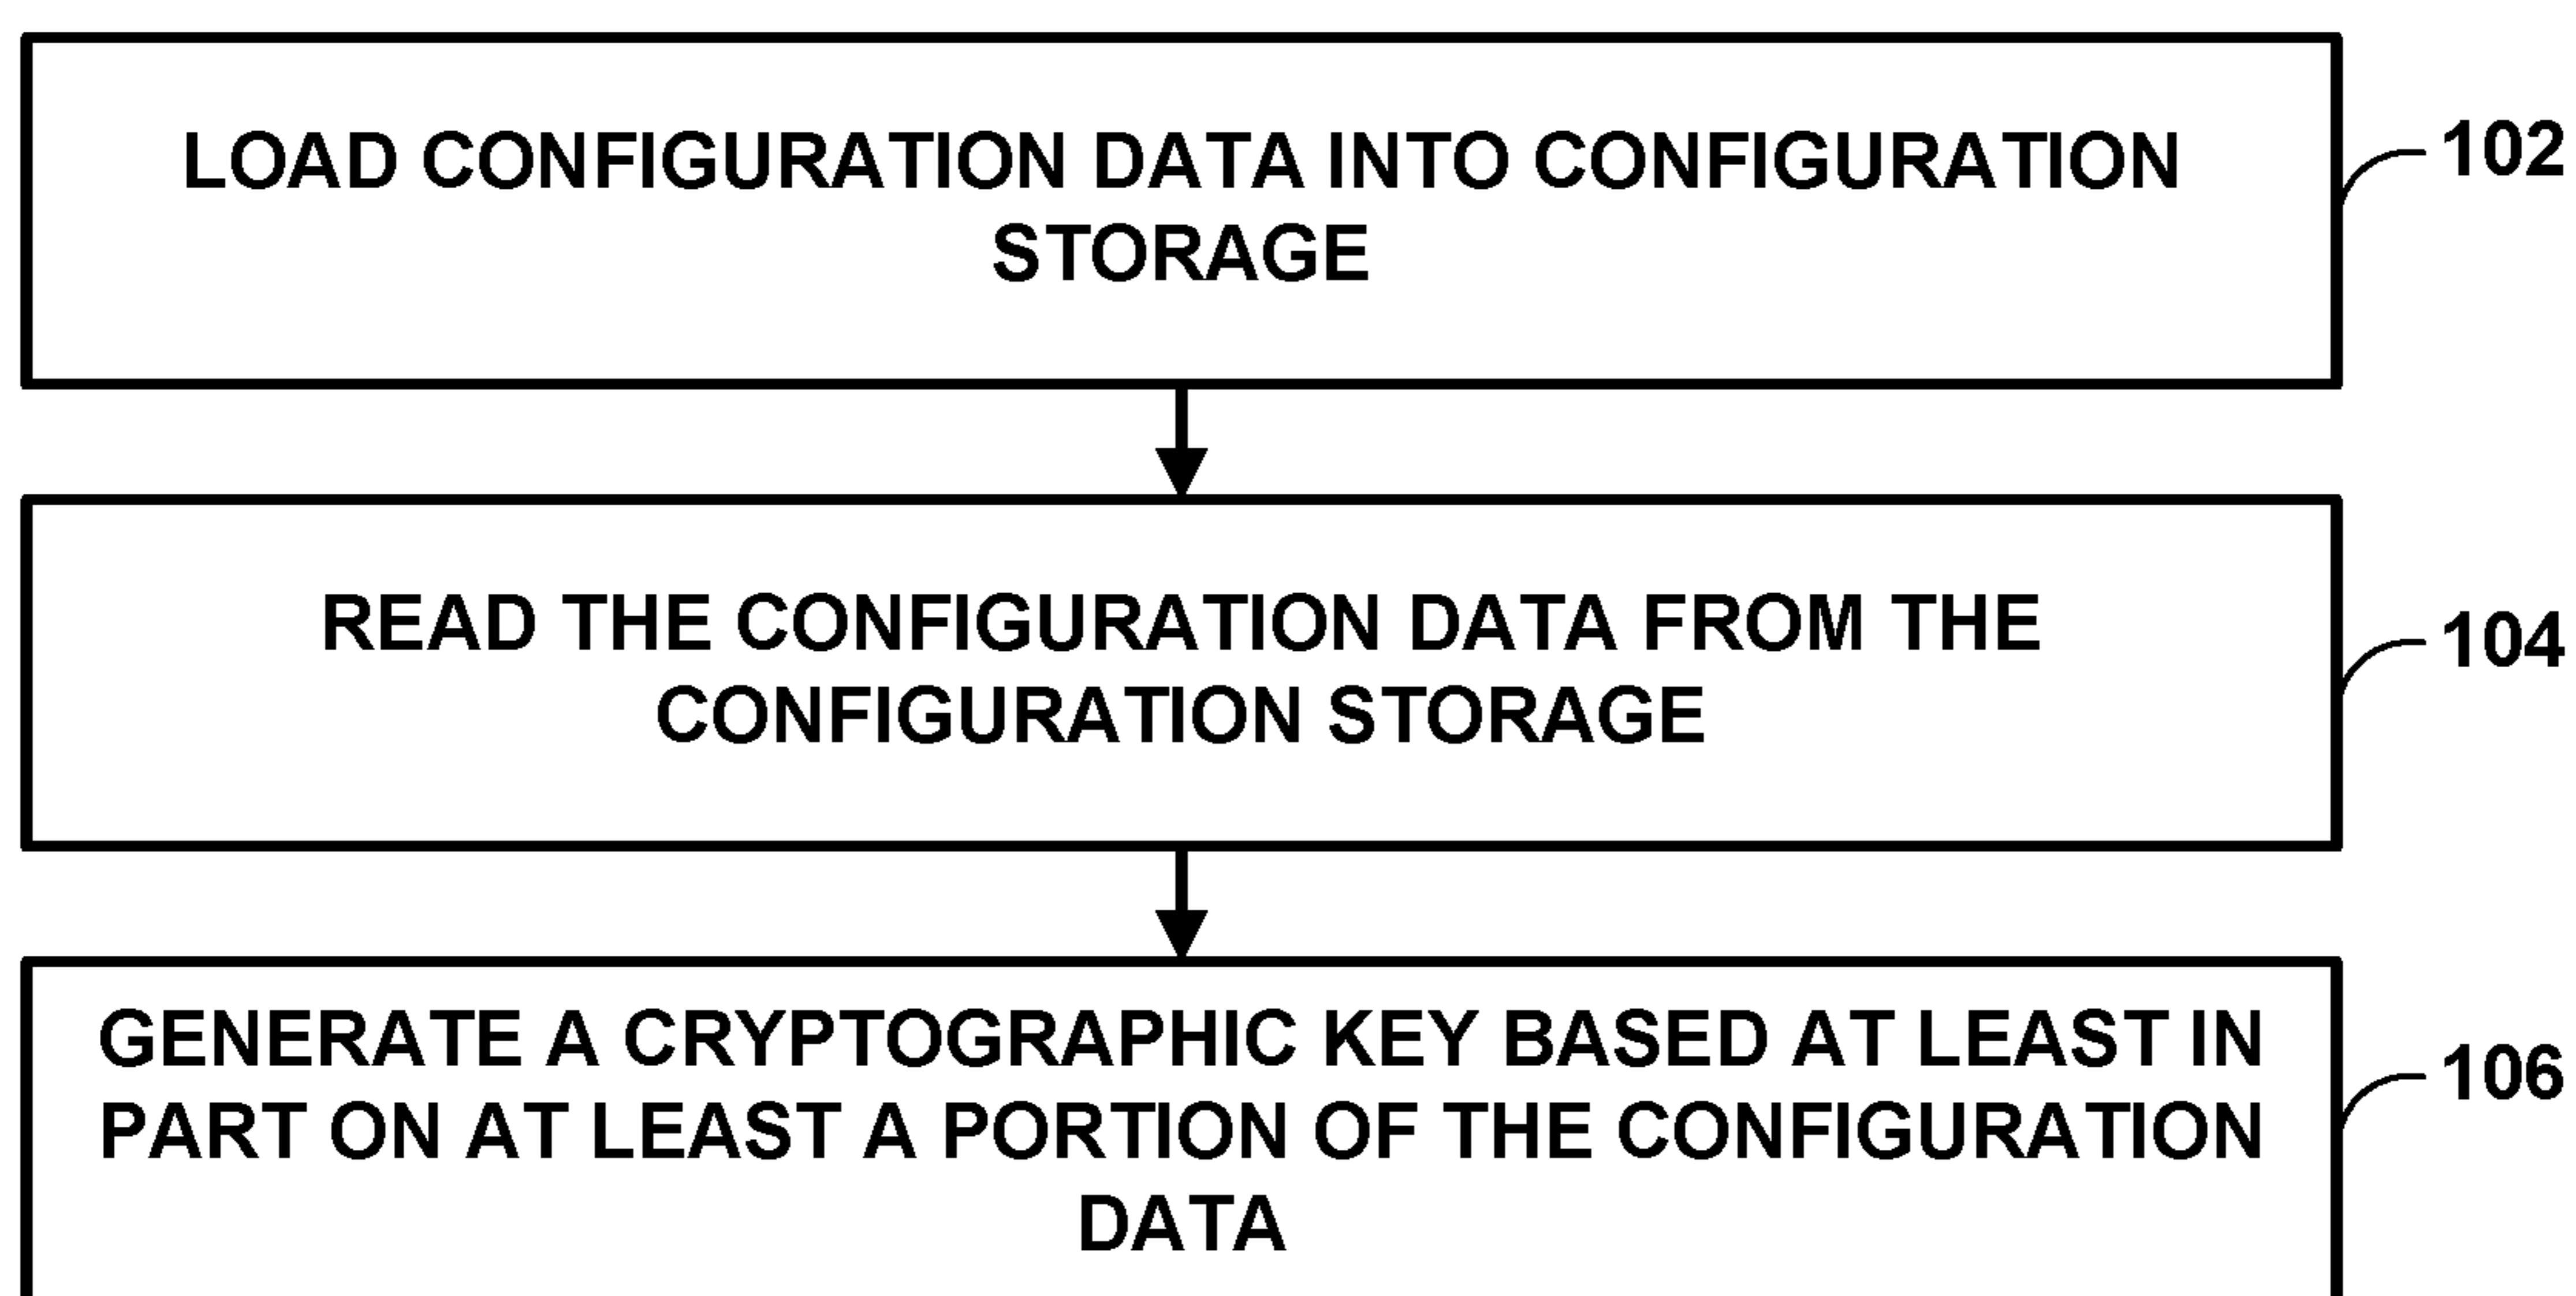 LOAD CONFIGURATION DATA INTO CONFIGURATION
STORAGE
102
READ THE CONFIGURATION DATA FROM THE
CONFIGURATION STORAGE
104
GENERATE A CRYPTOGRAPHIC KEY BASED AT LEAST IN
PART ON AT LEAST A PORTION OF THE CONFIGURATION
DATA
106